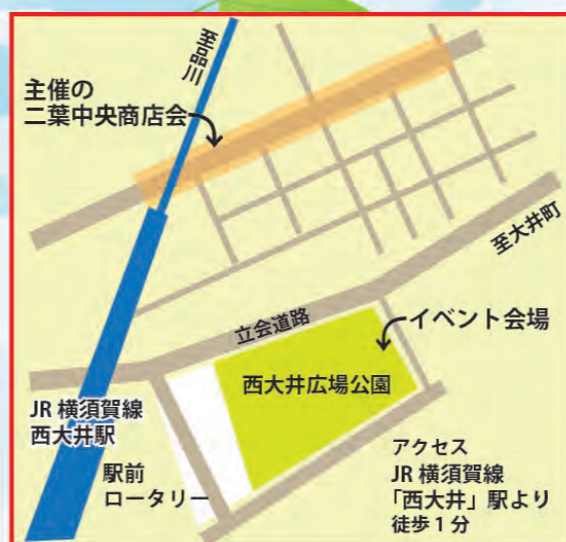 至品川
主催の
二葉中央商店会
至大井町
立会道路
イベント会場
西大井広場公園
JR 横須賀線
西大井駅
駅前
ロータリー
アクセス
JR 横須賀線
「西大井」駅より
徒歩 1 分